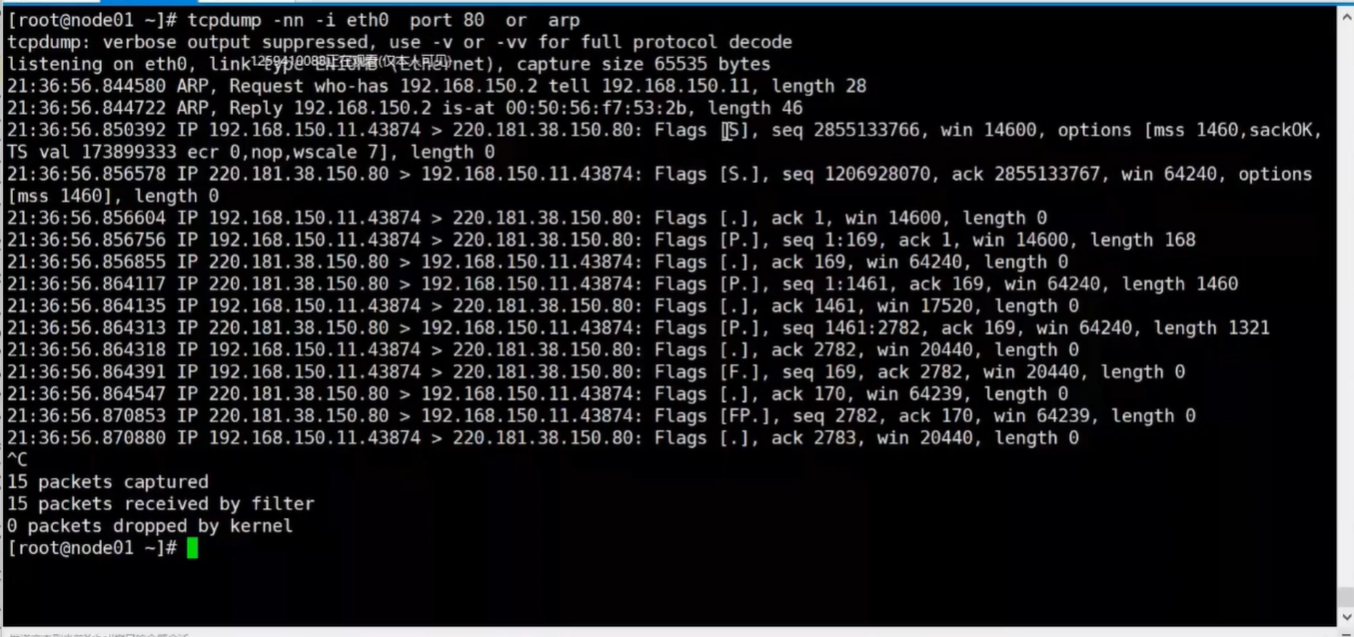 [root@node01 ~]# tcpdump -nn -i eth0  port 80  or  arp
tcpdump: verbose output suppressed, use -v or -vv for full protocol decode
listening on eth0, link-type EN10MB (Ethernet), capture size 65535 bytes
21:36:56.844580 ARP, Request who-has 192.168.150.2 tell 192.168.150.11, length 28
21:36:56.844722 ARP, Reply 192.168.150.2 is-at 00:50:56:f7:53:2b, length 46
21:36:56.850392 IP 192.168.150.11.43874 > 220.181.38.150.80: Flags [S], seq 2855133766, win 14600, options [mss 1460,sackOK,
TS val 173899333 ecr 0,nop,wscale 7], length 0
21:36:56.856578 IP 220.181.38.150.80 > 192.168.150.11.43874: Flags [S.], seq 1206928070, ack 2855133767, win 64240, options
[mss 1460], length 0
21:36:56.856604 IP 192.168.150.11.43874 > 220.181.38.150.80: Flags [.], ack 1, win 14600, length 0
21:36:56.856756 IP 192.168.150.11.43874 > 220.181.38.150.80: Flags [P.], seq 1:169, ack 1, win 14600, length 168
21:36:56.856855 IP 220.181.38.150.80 > 192.168.150.11.43874: Flags [.], ack 169, win 64240, length 0
21:36:56.864117 IP 220.181.38.150.80 > 192.168.150.11.43874: Flags [P.], seq 1:1461, ack 169, win 64240, length 1460
21:36:56.864135 IP 192.168.150.11.43874 > 220.181.38.150.80: Flags [.], ack 1461, win 17520, length 0
21:36:56.864313 IP 220.181.38.150.80 > 192.168.150.11.43874: Flags [P.], seq 1461:2782, ack 169, win 64240, length 1321
21:36:56.864318 IP 192.168.150.11.43874 > 220.181.38.150.80: Flags [.], ack 2782, win 20440, length 0
21:36:56.864391 IP 192.168.150.11.43874 > 220.181.38.150.80: Flags [F.], seq 169, ack 2782, win 20440, length 0
21:36:56.864547 IP 220.181.38.150.80 > 192.168.150.11.43874: Flags [.], ack 170, win 64239, length 0
21:36:56.870853 IP 220.181.38.150.80 > 192.168.150.11.43874: Flags [FP.], seq 2782, ack 170, win 64239, length 0
21:36:56.870880 IP 192.168.150.11.43874 > 220.181.38.150.80: Flags [.], ack 2783, win 20440, length 0
^C
15 packets captured
15 packets received by filter
0 packets dropped by kernel
[root@node01 ~]#